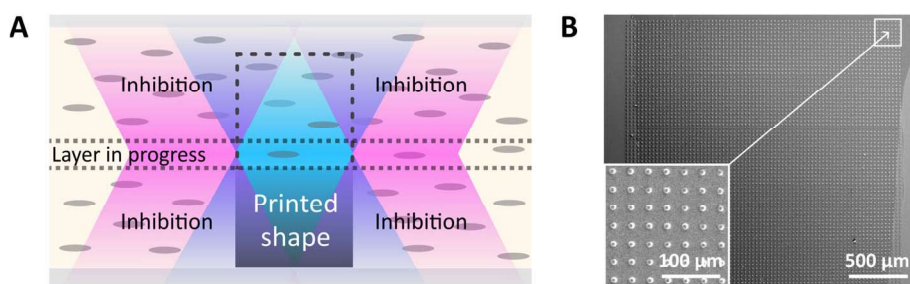 A
Inhibition
Inhibition
Layer in progress
Inhibition
Printed
shape
Inhibition
B
100 μm
500 μm